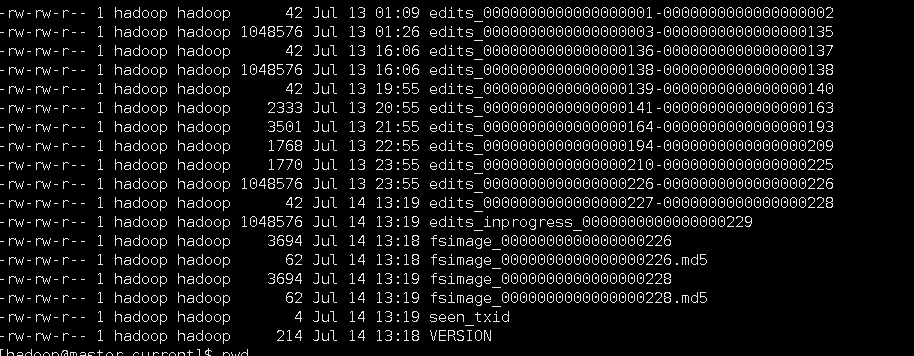 -rw-rw-r-- 1 hadoop hadoop      42 Jul 13 01:09 edits_0000000000000000001-0000000000000000002
-rw-rw-r-- 1 hadoop hadoop 1048576 Jul 13 01:26 edits_0000000000000000003-0000000000000000135
-rw-rw-r-- 1 hadoop hadoop      42 Jul 13 16:06 edits_0000000000000000136-0000000000000000137
-rw-rw-r-- 1 hadoop hadoop 1048576 Jul 13 16:06 edits_0000000000000000138-0000000000000000138
-rw-rw-r-- 1 hadoop hadoop      42 Jul 13 19:55 edits_0000000000000000139-0000000000000000140
-rw-rw-r-- 1 hadoop hadoop    2333 Jul 13 20:55 edits_0000000000000000141-0000000000000000163
-rw-rw-r-- 1 hadoop hadoop    3501 Jul 13 21:55 edits_0000000000000000164-0000000000000000193
-rw-rw-r-- 1 hadoop hadoop    1768 Jul 13 22:55 edits_0000000000000000194-0000000000000000209
-rw-rw-r-- 1 hadoop hadoop    1770 Jul 13 23:55 edits_0000000000000000210-0000000000000000225
-rw-rw-r-- 1 hadoop hadoop 1048576 Jul 13 23:55 edits_0000000000000000226-0000000000000000226
-rw-rw-r-- 1 hadoop hadoop      42 Jul 14 13:19 edits_0000000000000000227-0000000000000000228
-rw-rw-r-- 1 hadoop hadoop 1048576 Jul 14 13:19 edits_inprogress_0000000000000000229
-rw-rw-r-- 1 hadoop hadoop    3694 Jul 14 13:18 fsimage_0000000000000000226
-rw-rw-r-- 1 hadoop hadoop      62 Jul 14 13:18 fsimage_0000000000000000226.md5
-rw-rw-r-- 1 hadoop hadoop    3694 Jul 14 13:19 fsimage_0000000000000000228
-rw-rw-r-- 1 hadoop hadoop      62 Jul 14 13:19 fsimage_0000000000000000228.md5
-rw-rw-r-- 1 hadoop hadoop       4 Jul 14 13:19 seen_txid
-rw-rw-r-- 1 hadoop hadoop     214 Jul 14 13:18 VERSION
[hadoop@master current]$ pwd